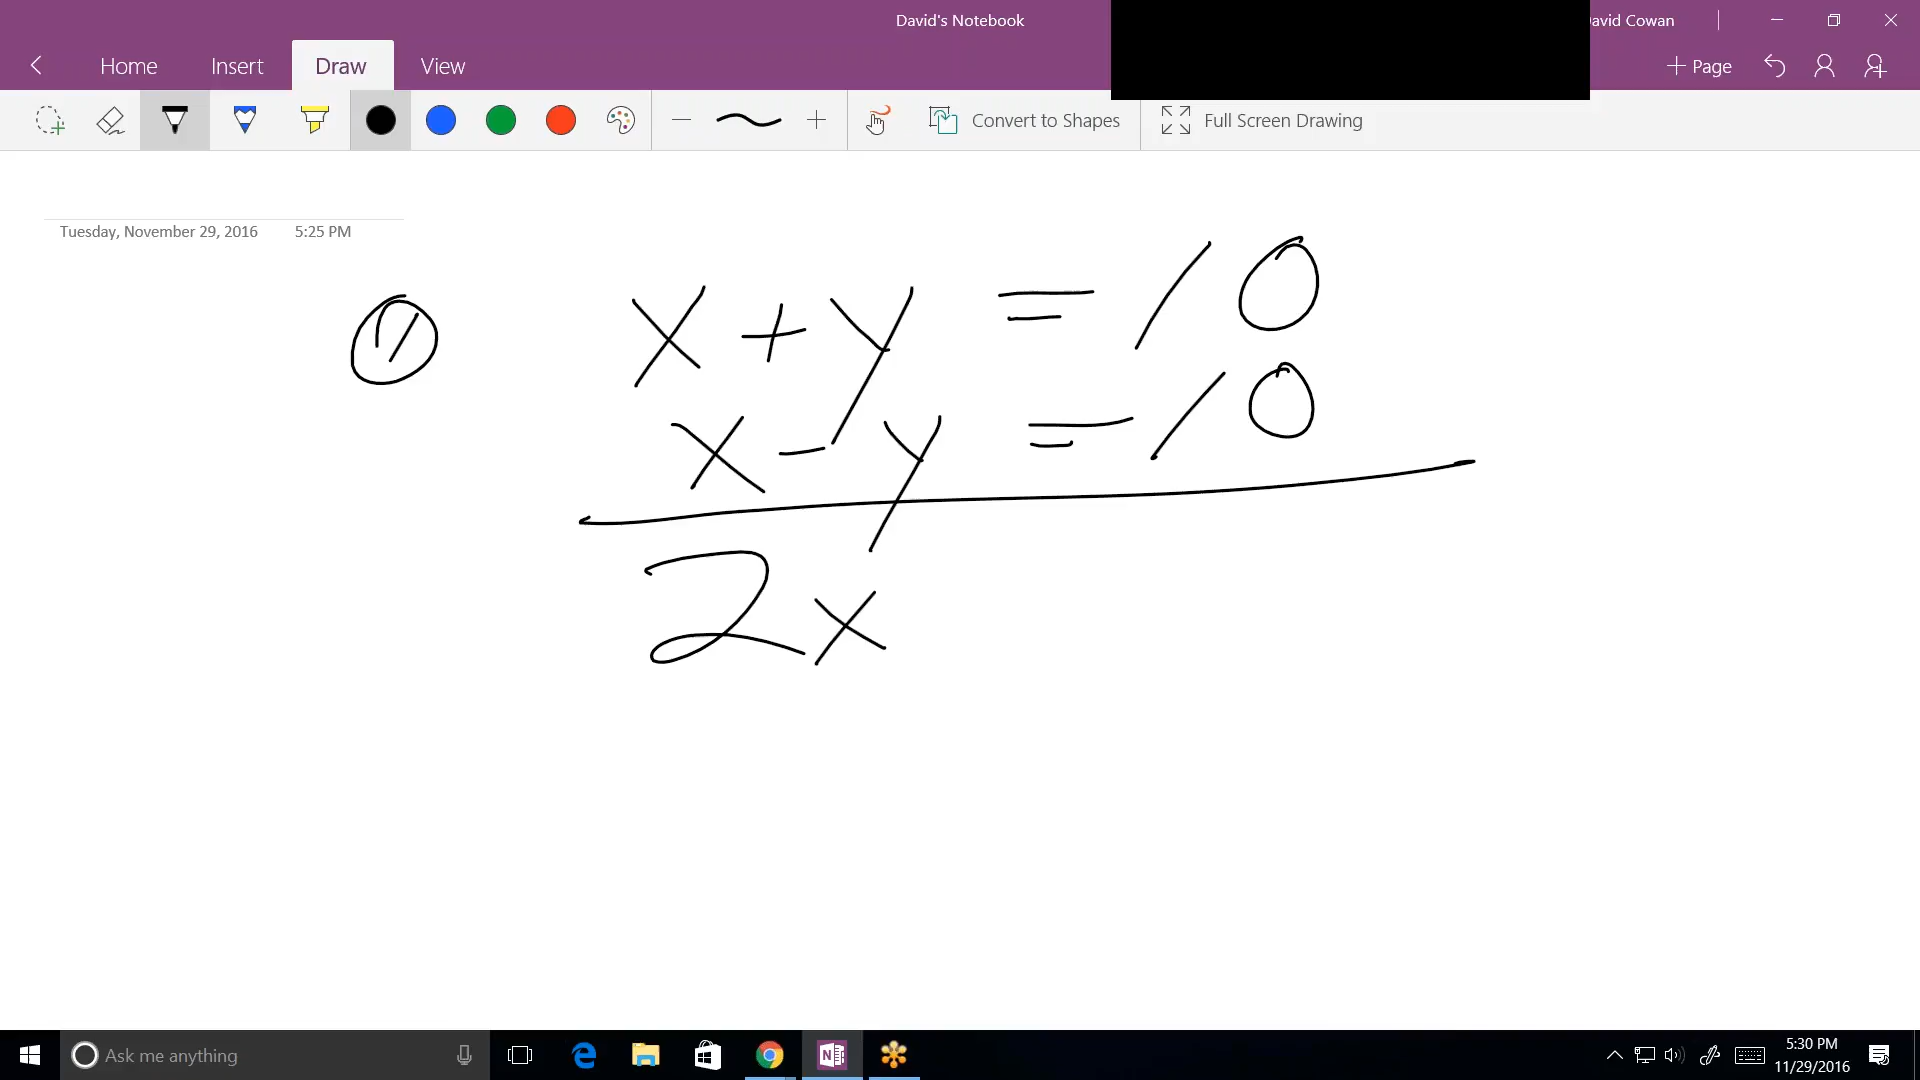 David's Notebook
avid Cowan
Home Insert Draw View
Page
Convert to Shapes Full Screen Drawing
Tuesday, November 29, 2016 5:25 PM
① x + y = 10
x - y = 10
2x
Ask me anything
N
5:30 PM
11/29/2016